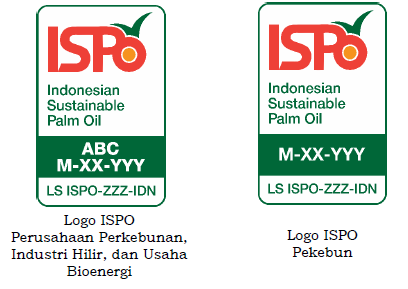 ISPO
Indonesian
Sustainable
Palm Oil
ABC
M-XX-YYY
LS ISPO-ZZZ-IDN
Logo ISPO
Perusahaan Perkebunan,
Industri Hilir, dan Usaha
Bioenergi
ISPO
Indonesian
Sustainable
Palm Oil
M-XX-YYY
LS ISPO-ZZZ-IDN
Logo ISPO
Pekebun